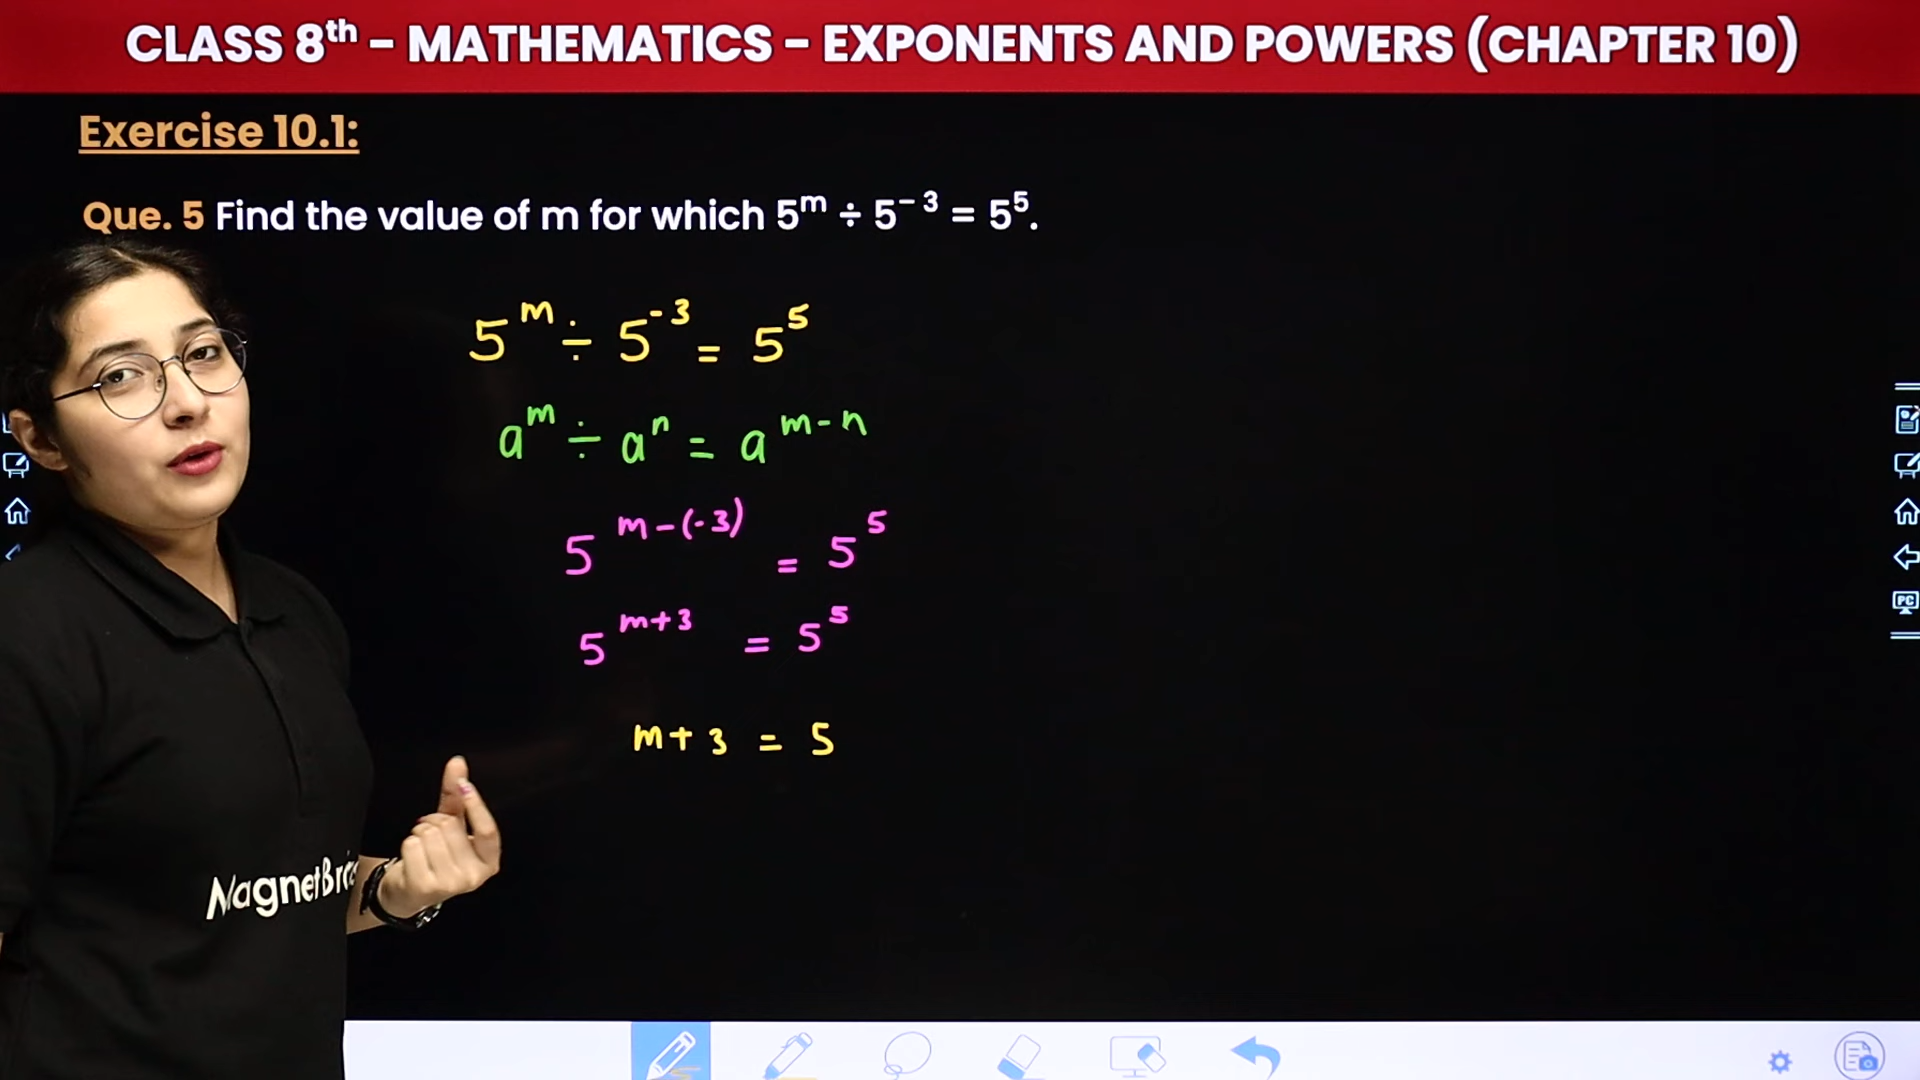 CLASS 8ᵗʰ – MATHEMATICS – EXPONENTS AND POWERS (CHAPTER 10)
Exercise 10.1:
Que. 5 Find the value of m for which 5ᵐ ÷ 5⁻³ = 5⁵.
5ᵐ ÷ 5⁻³ = 5⁵
aᵐ ÷ aⁿ = aᵐ⁻ⁿ
5ᵐ⁻⁽⁻³⁾ = 5⁵
5ᵐ⁺³ = 5⁵
m + 3 = 5
PC